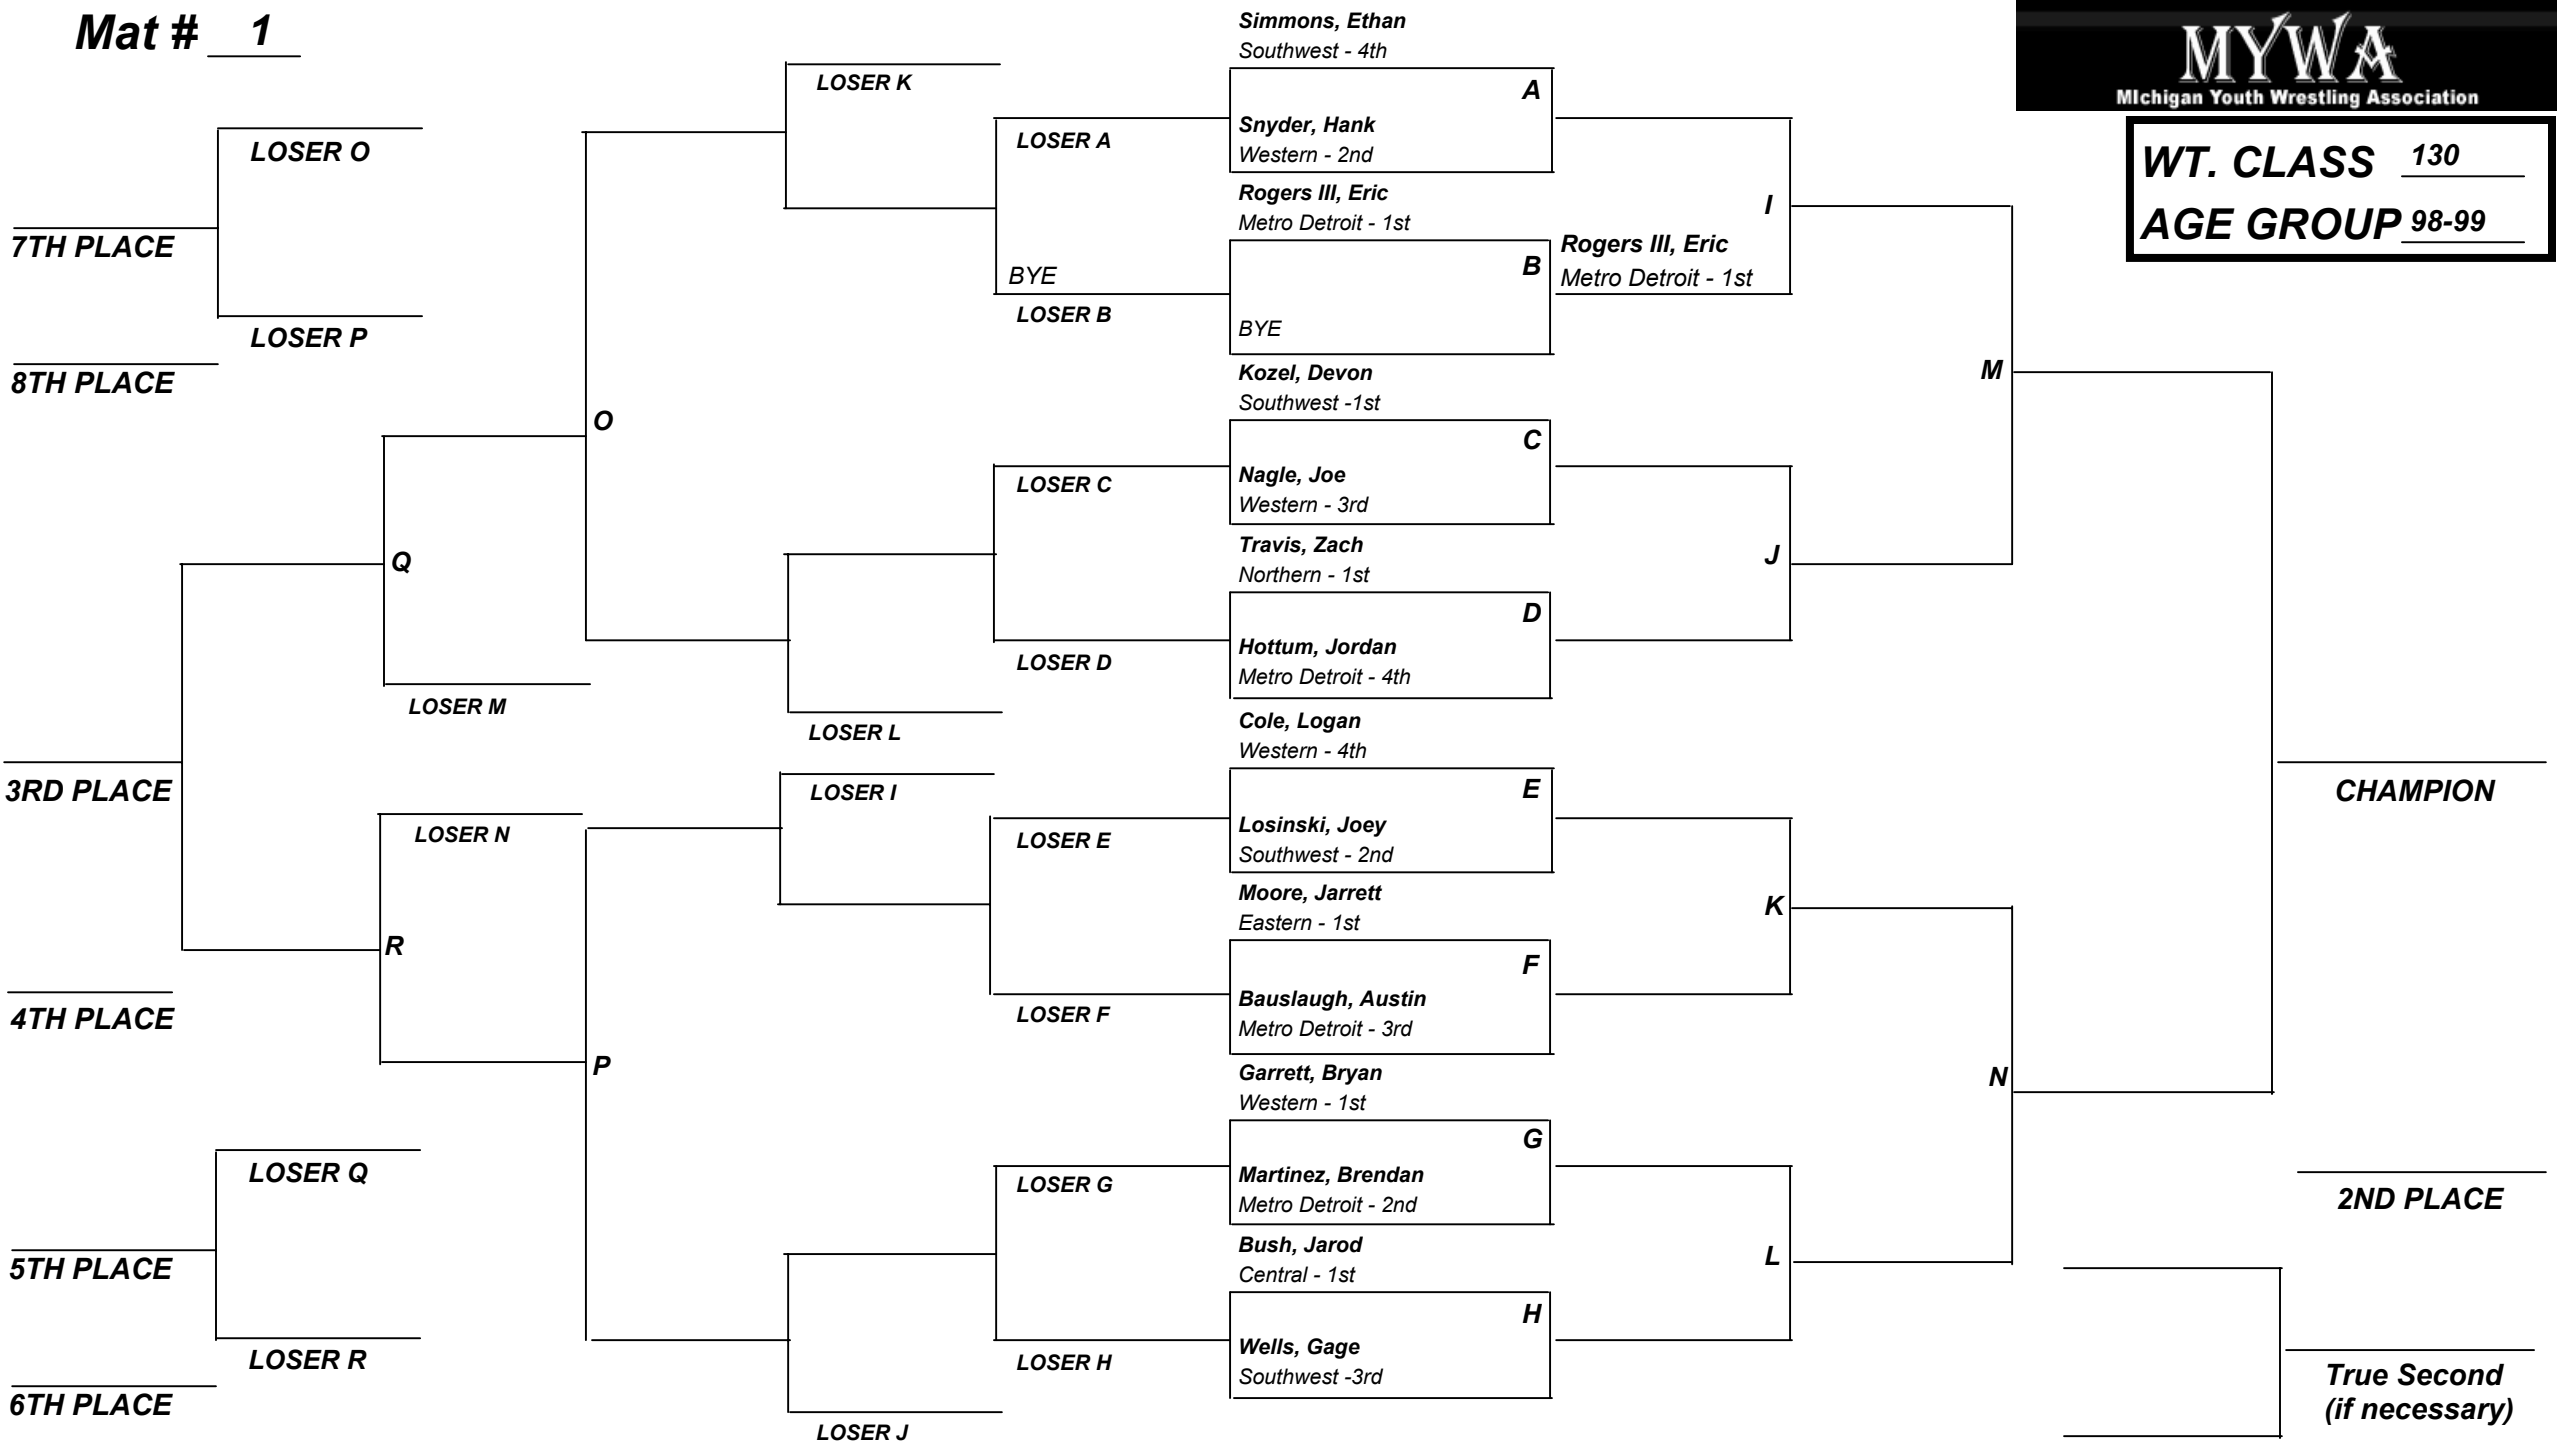 Mat # 1
MYWA
MIchigan Youth Wrestling Association
WT. CLASS 130
AGE GROUP 98-99
LOSER O
7TH PLACE
LOSER P
8TH PLACE
O
Q
LOSER M
3RD PLACE
LOSER N
R
4TH PLACE
P
LOSER Q
5TH PLACE
LOSER R
6TH PLACE
LOSER K
LOSER A
BYE
LOSER B
LOSER C
LOSER D
LOSER L
LOSER I
LOSER E
LOSER F
LOSER G
LOSER H
LOSER J
Simmons, Ethan
Southwest - 4th
A
Snyder, Hank
Western - 2nd
Rogers III, Eric
Metro Detroit - 1st
B
BYE
Kozel, Devon
Southwest -1st
C
Nagle, Joe
Western - 3rd
Travis, Zach
Northern - 1st
D
Hottum, Jordan
Metro Detroit - 4th
Cole, Logan
Western - 4th
E
Losinski, Joey
Southwest - 2nd
Moore, Jarrett
Eastern - 1st
F
Bauslaugh, Austin
Metro Detroit - 3rd
Garrett, Bryan
Western - 1st
G
Martinez, Brendan
Metro Detroit - 2nd
Bush, Jarod
Central - 1st
H
Wells, Gage
Southwest -3rd
I
Rogers III, Eric
Metro Detroit - 1st
J
K
L
M
N
CHAMPION
2ND PLACE
True Second
(if necessary)